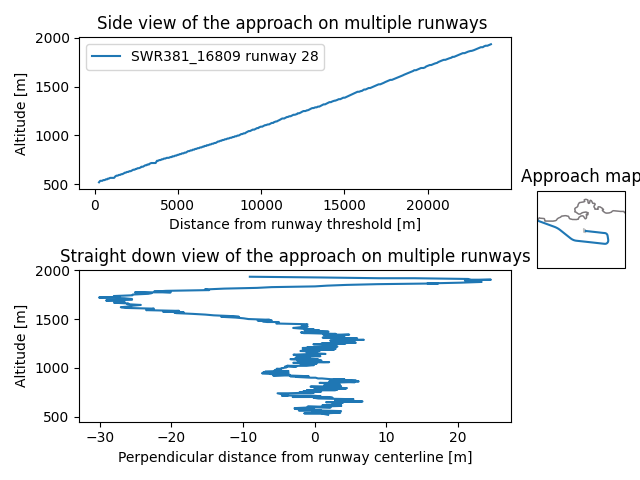 Side view of the approach on multiple runways
2000
1500
1000
500
Altitude [m]
SWR381_16809 runway 28
0 5000 10000 15000 20000
Distance from runway threshold [m]
Approach map
Straight down view of the approach on multiple runways
2000
1500
1000
500
Altitude [m]
−30 −20 −10 0 10 20
Perpendicular distance from runway centerline [m]